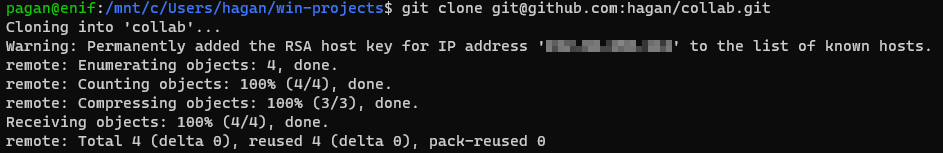 pagan@enif:/mnt/c/Users/hagan/win-projects$ git clone git@github.com:hagan/collab.git
Cloning into 'collab'...
Warning: Permanently added the RSA host key for IP address '' to the list of known hosts.
remote: Enumerating objects: 4, done.
remote: Counting objects: 100% (4/4), done.
remote: Compressing objects: 100% (3/3), done.
Receiving objects: 100% (4/4), done.
remote: Total 4 (delta 0), reused 4 (delta 0), pack-reused 0